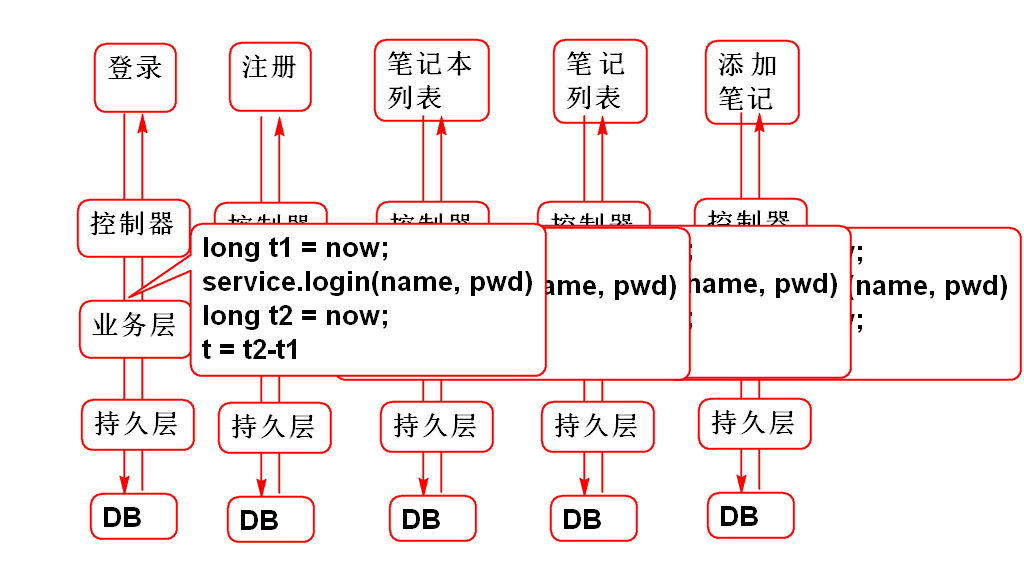 登录
注册
笔记本
列表
笔记
列表
添加
笔记
控制器
控制器
控制器
控制器
控制器
long t1 = now;
service.login(name, pwd)
long t2 = now;
t = t2-t1
ame, pwd)
;
name, pwd)
;
;
(name, pwd)
;
业务层
持久层
持久层
持久层
持久层
持久层
DB
DB
DB
DB
DB